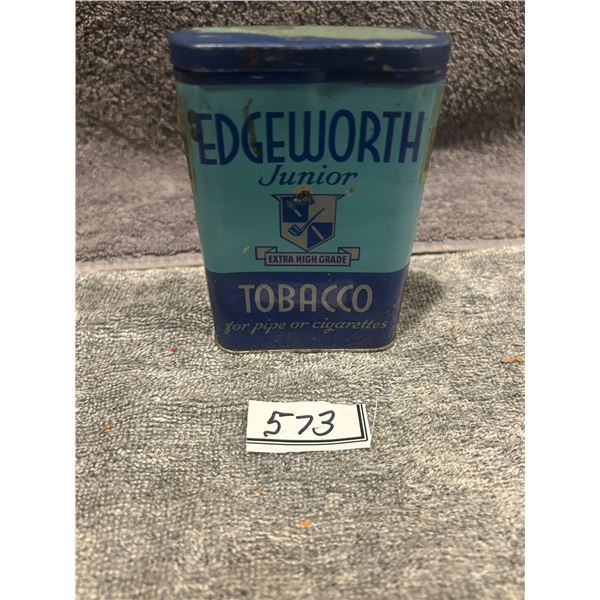 EDGEWORTH
Junior
EXTRA HIGH GRADE
TOBACCO
for pipe or cigarettes
573